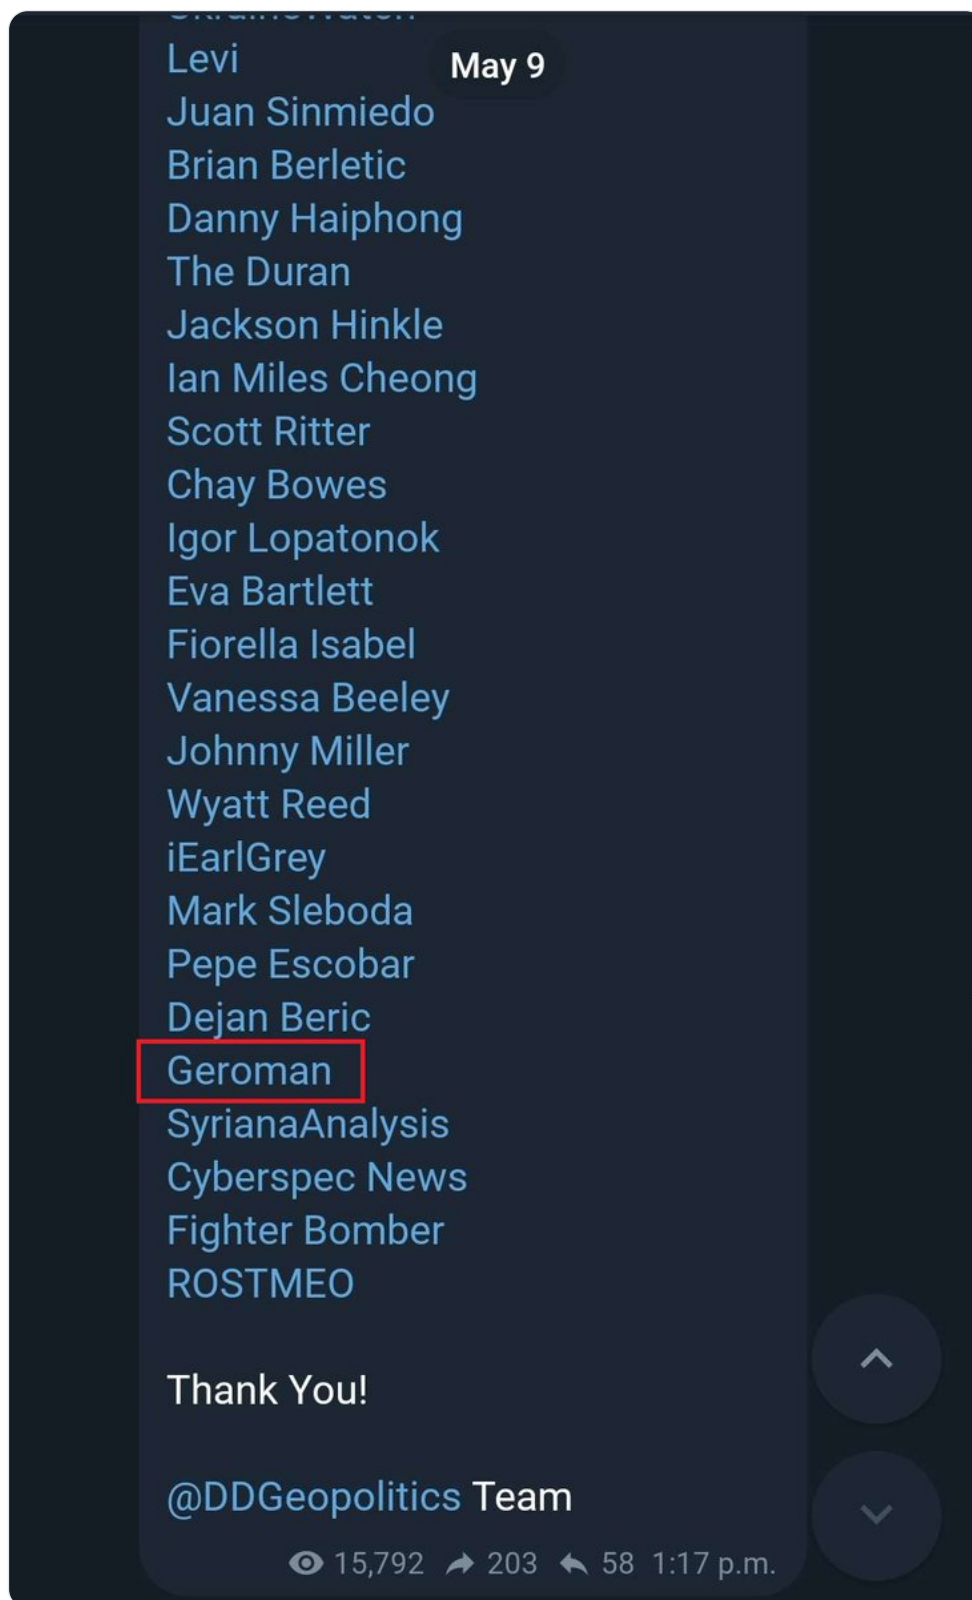 Levi
May 9
Juan Sinmiedo
Brian Berletic
Danny Haiphong
The Duran
Jackson Hinkle
Ian Miles Cheong
Scott Ritter
Chay Bowes
Igor Lopatonok
Eva Bartlett
Fiorella Isabel
Vanessa Beeley
Johnny Miller
Wyatt Reed
iEarlGrey
Mark Sleboda
Pepe Escobar
Dejan Beric
Geroman
SyrianaAnalysis
Cyberspec News
Fighter Bomber
ROSTMEO
Thank You!
@DDGeopolitics Team
15,792 203 58 1:17 p.m.